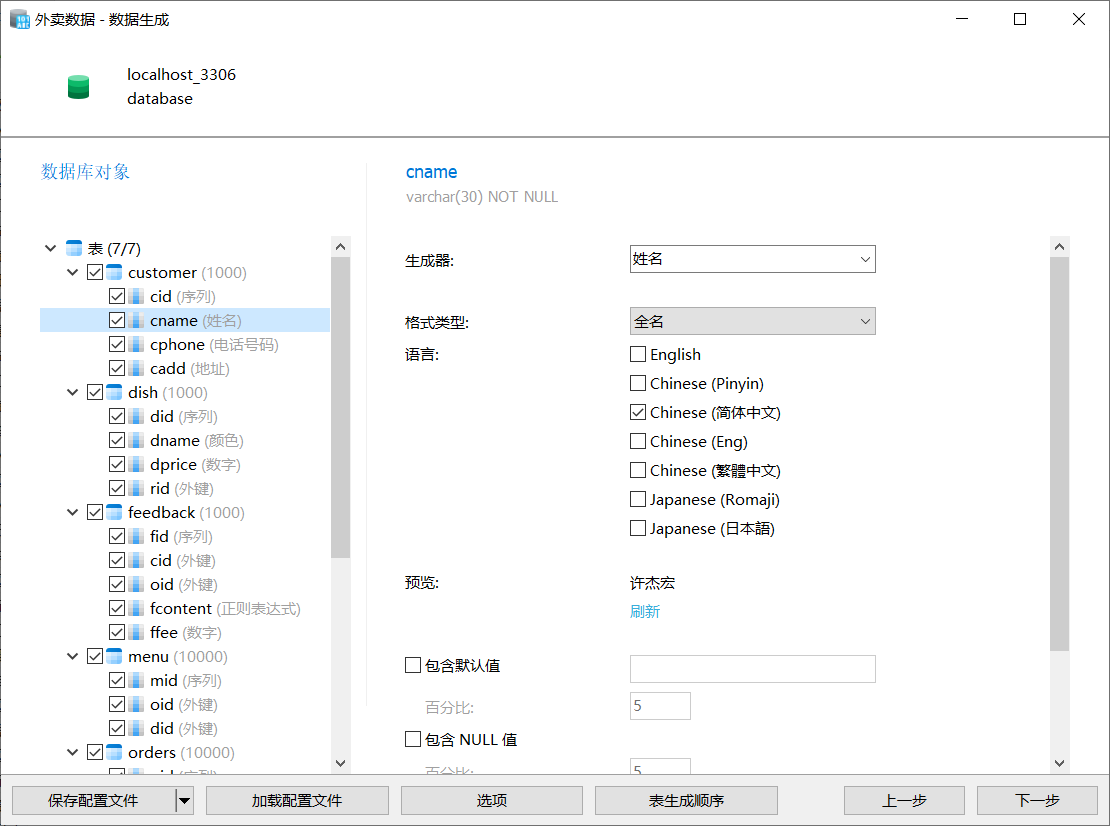 外卖数据 - 数据生成
localhost_3306
database
数据库对象
表 (7/7)
customer (1000)
cid (序列)
cname (姓名)
cphone (电话号码)
cadd (地址)
dish (1000)
did (序列)
dname (颜色)
dprice (数字)
rid (外键)
feedback (1000)
fid (序列)
cid (外键)
oid (外键)
fcontent (正则表达式)
ffee (数字)
menu (10000)
mid (序列)
oid (外键)
did (外键)
orders (10000)
cname
varchar(30) NOT NULL
生成器:
姓名
格式类型:
全名
语言:
English
Chinese (Pinyin)
Chinese (简体中文)
Chinese (Eng)
Chinese (繁體中文)
Japanese (Romaji)
Japanese (日本語)
预览:
许杰宏
刷新
包含默认值
百分比:
5
包含 NULL 值
百分比:
5
保存配置文件
加载配置文件
选项
表生成顺序
上一步
下一步